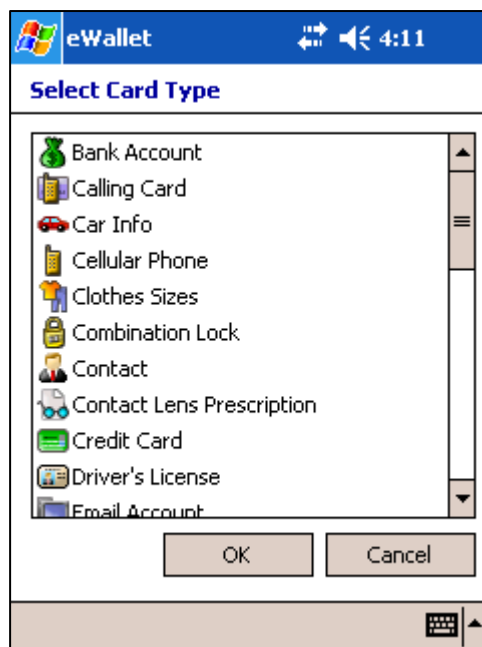 eWallet 4:11
Select Card Type
Bank Account
Calling Card
Car Info
Cellular Phone
Clothes Sizes
Combination Lock
Contact
Contact Lens Prescription
Credit Card
Driver's License
Email Account
OK Cancel